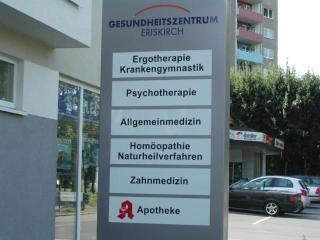 GESUNDHEITSZENTRUM
ERISKIRCH
Ergotherapie
Krankengymnastik
Psychotherapie
Allgemeinmedizin
Homöopathie
Naturheilverfahren
Zahnmedizin
Apotheke